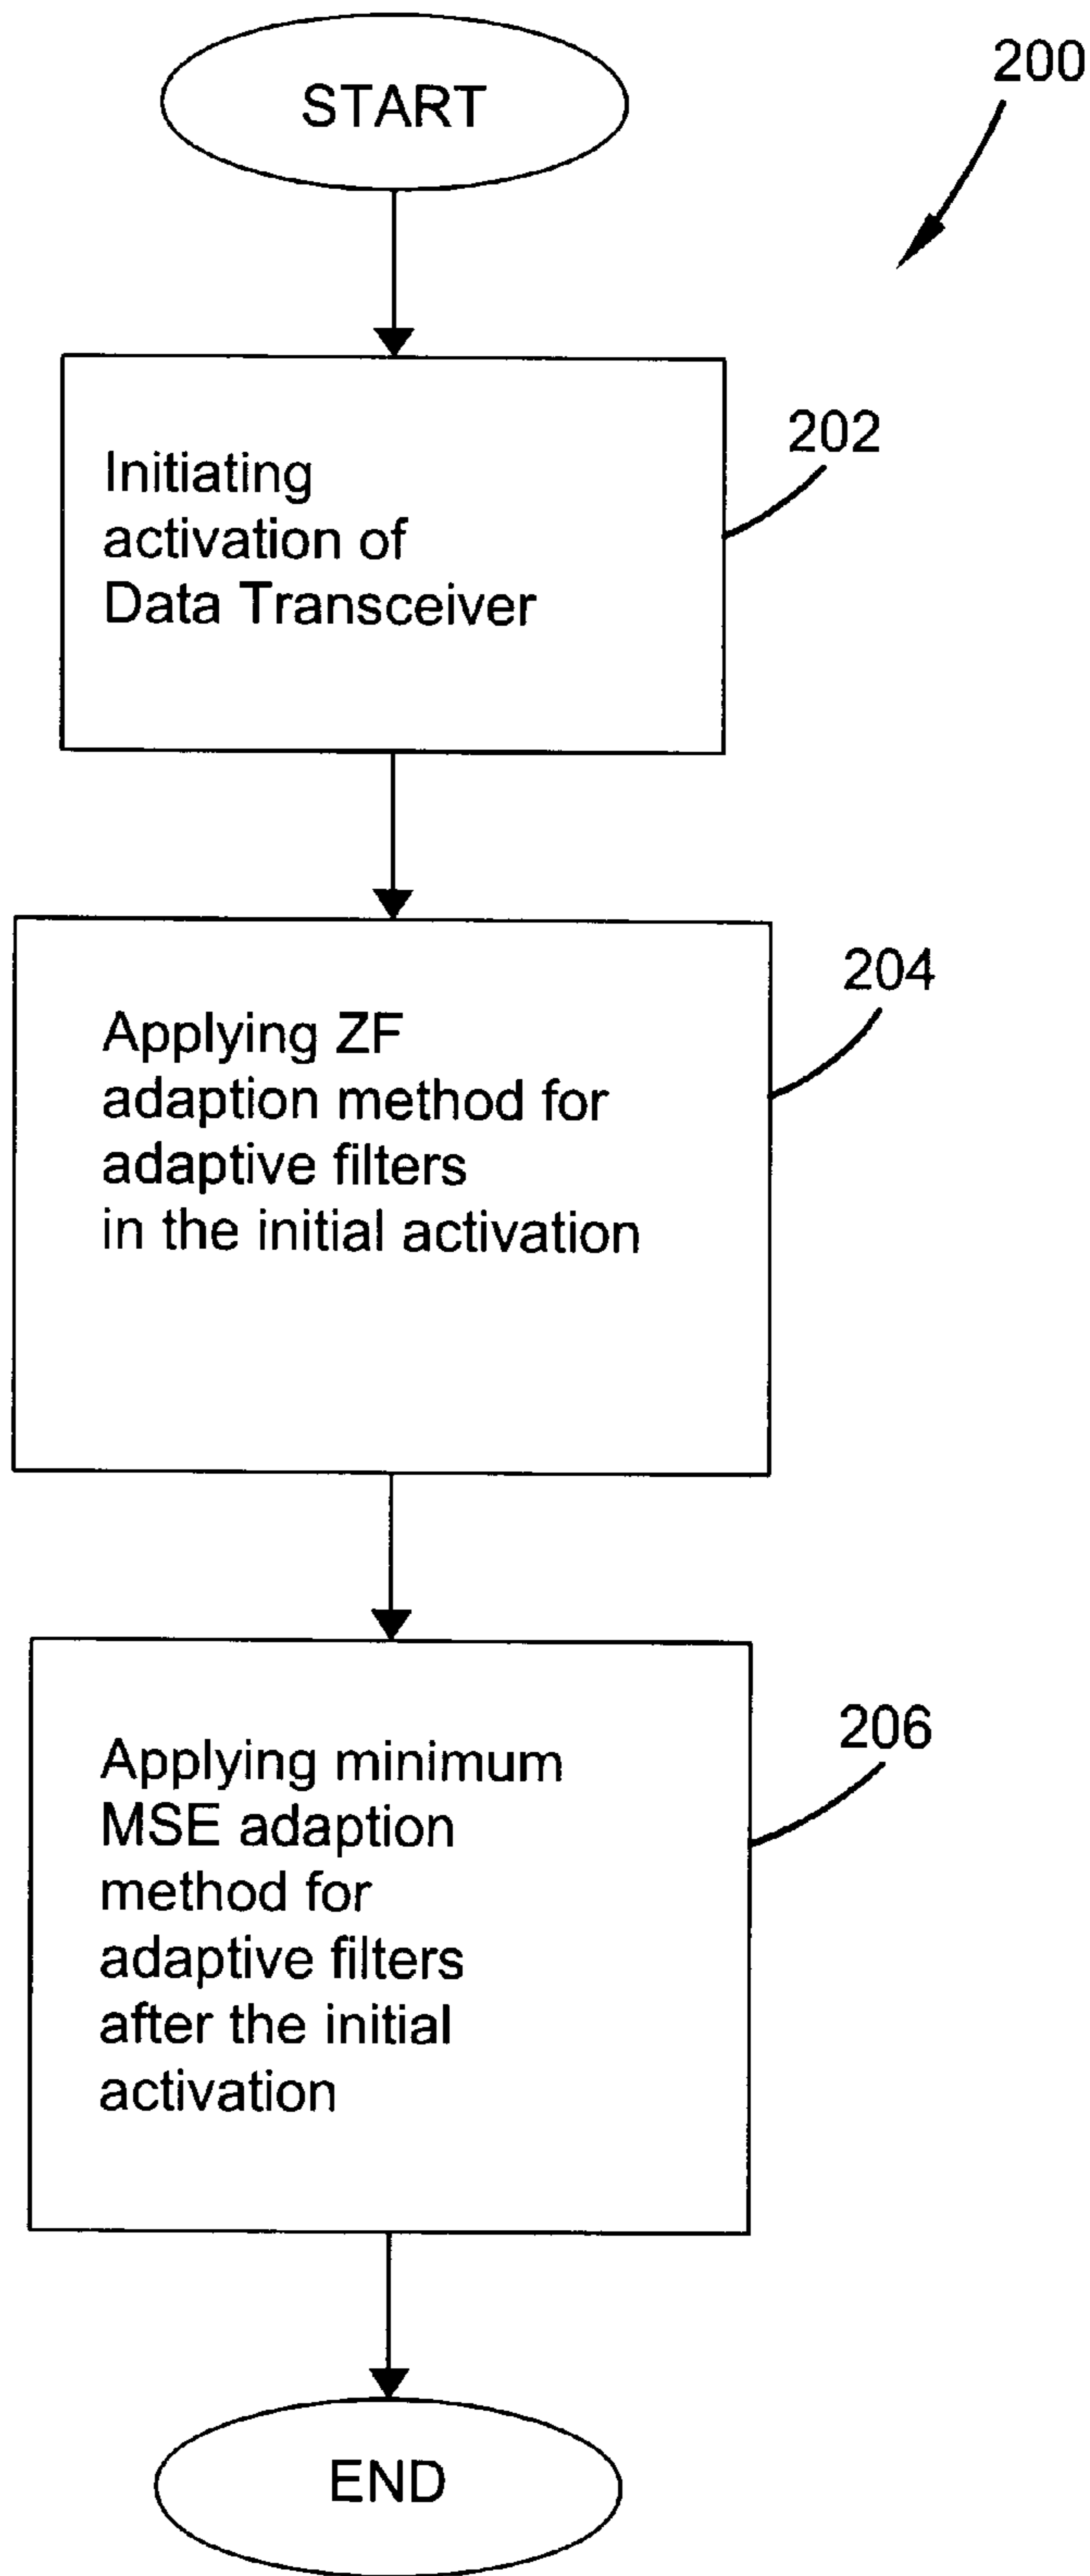 START
200
Initiating
activation of
Data Transceiver
202
Applying ZF
adaption method for
adaptive filters
in the initial activation
204
Applying minimum
MSE adaption
method for
adaptive filters
after the initial
activation
206
END